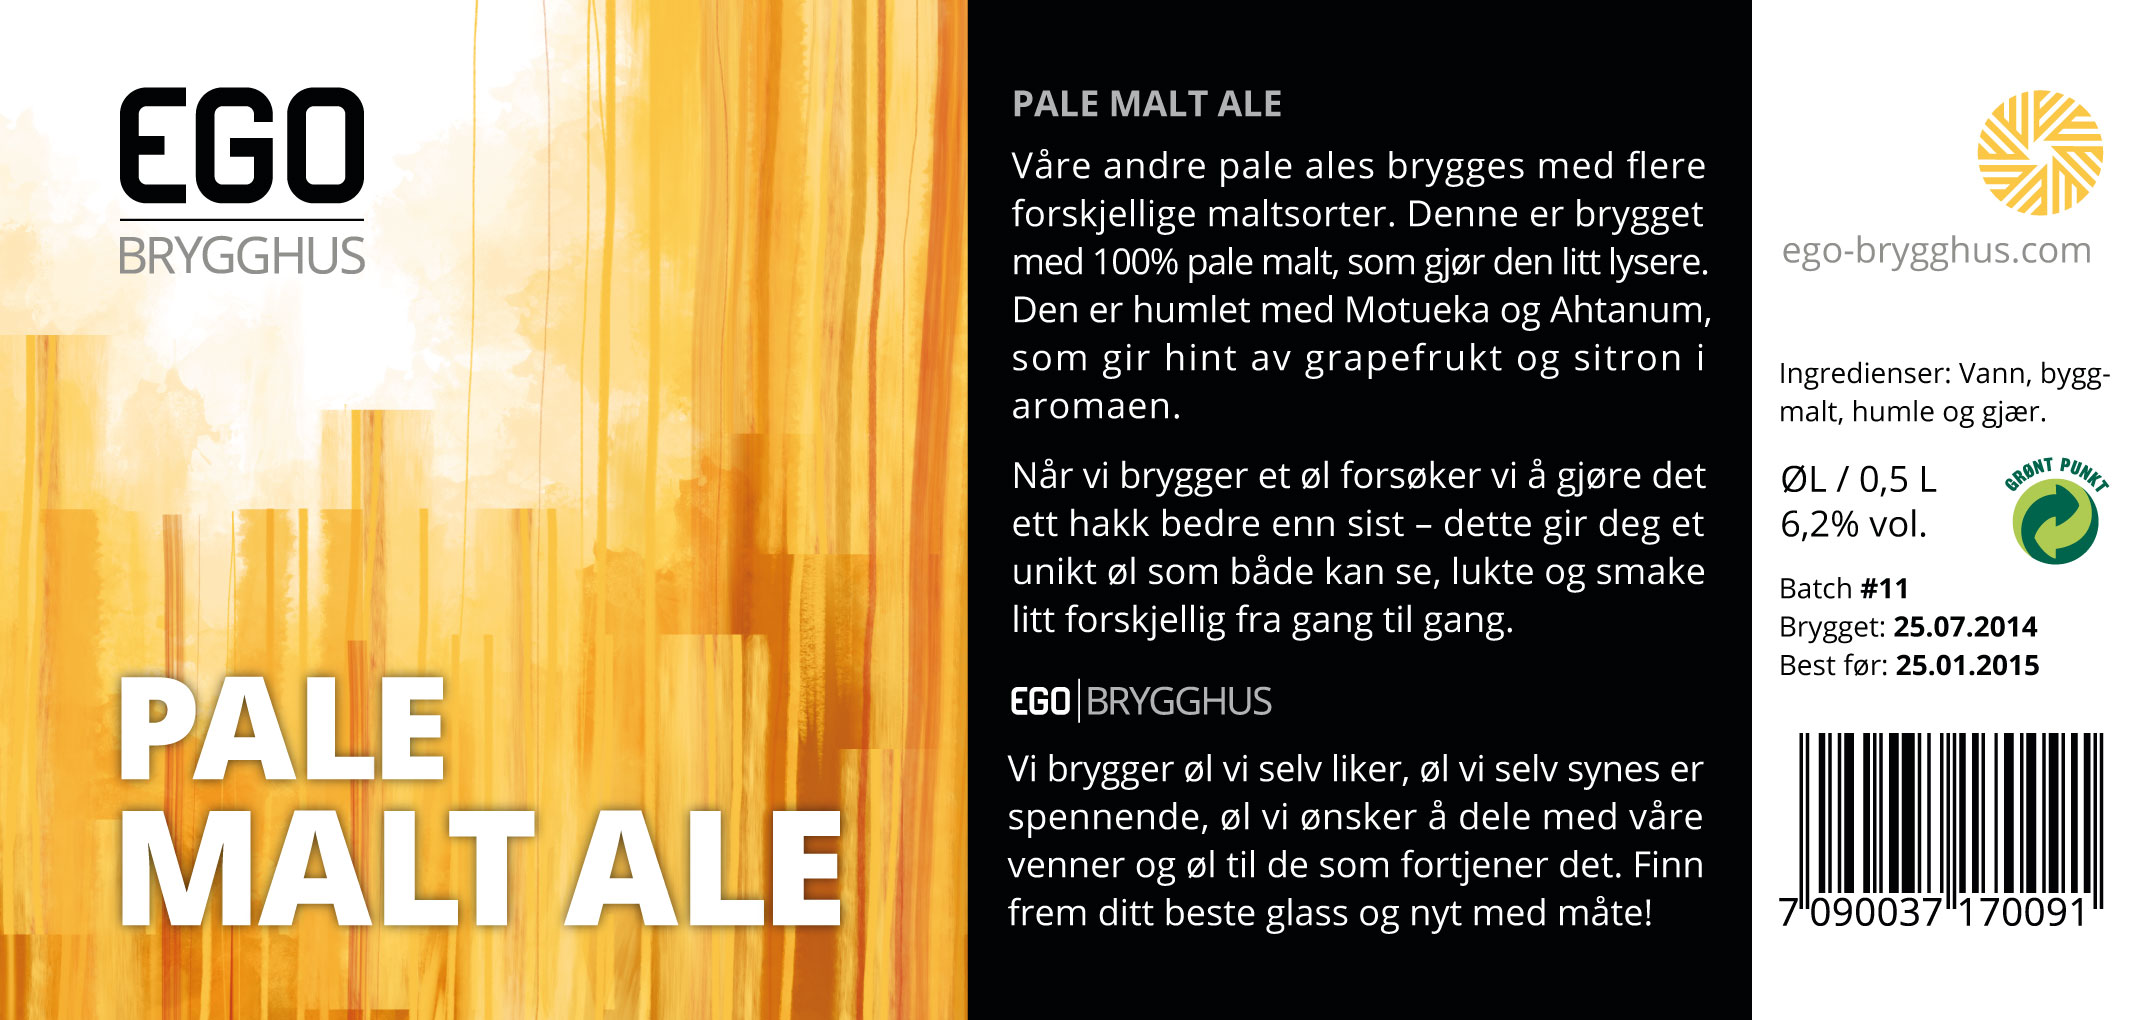 EGO
BRYGGHUS
PALE
MALT ALE
PALE MALT ALE
Våre andre pale ales brygges med flere
forskjellige maltsorter. Denne er brygget
med 100% pale malt, som gjør den litt lysere.
Den er humlet med Motueka og Ahtanum,
som gir hint av grapefrukt og sitron i
aromaen.
Når vi brygger et øl forsøker vi å gjøre det
ett hakk bedre enn sist – dette gir deg et
unikt øl som både kan se, lukte og smake
litt forskjellig fra gang til gang.
EGO BRYGGHUS
Vi brygger øl vi selv liker, øl vi selv synes er
spennende, øl vi ønsker å dele med våre
venner og øl til de som fortjener det. Finn
frem ditt beste glass og nyt med måte!
ego-brygghus.com
Ingredienser: Vann, bygg-
malt, humle og gjær.
ØL / 0,5 L
6,2% vol.
GRØNT PUNKT
Batch #11
Brygget: 25.07.2014
Best før: 25.01.2015
7 090037 170091